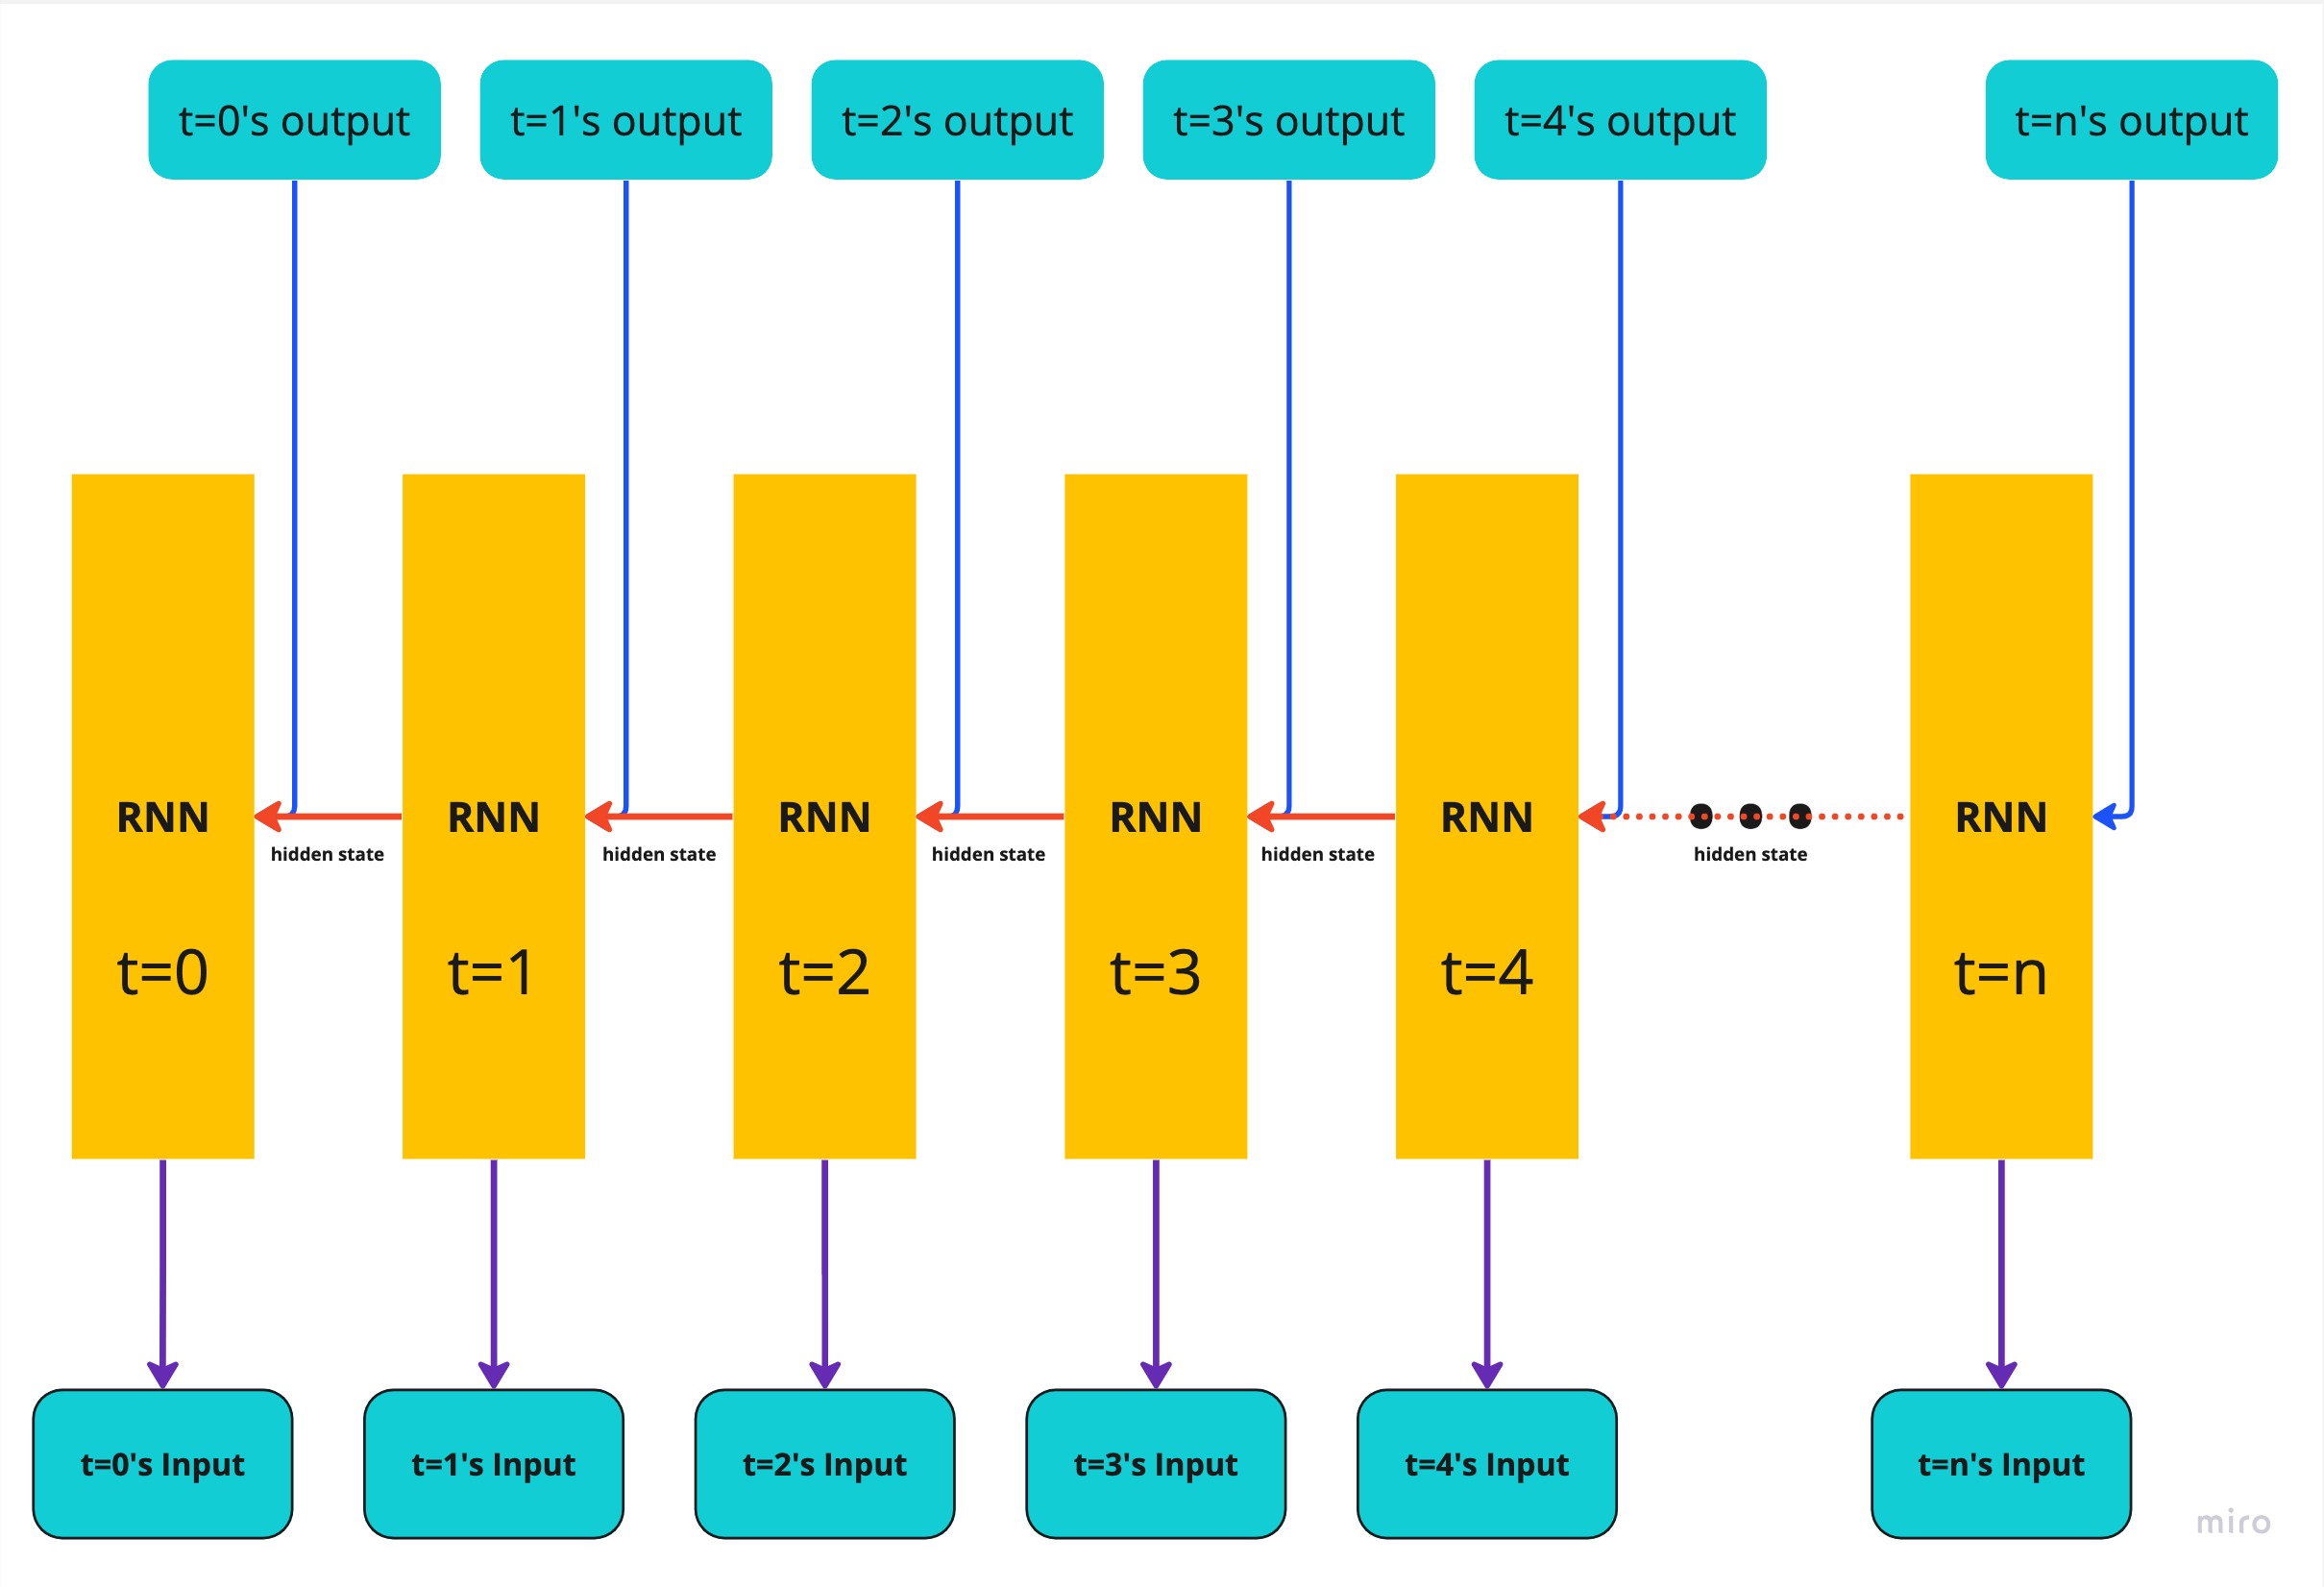 t=0's output
t=1's output
t=2's output
t=3's output
t=4's output
t=n's output
RNN
RNN
RNN
RNN
RNN
RNN
hidden state
hidden state
hidden state
hidden state
hidden state
t=0
t=1
t=2
t=3
t=4
t=n
t=0's Input
t=1's Input
t=2's Input
t=3's Input
t=4's Input
t=n's Input
miro